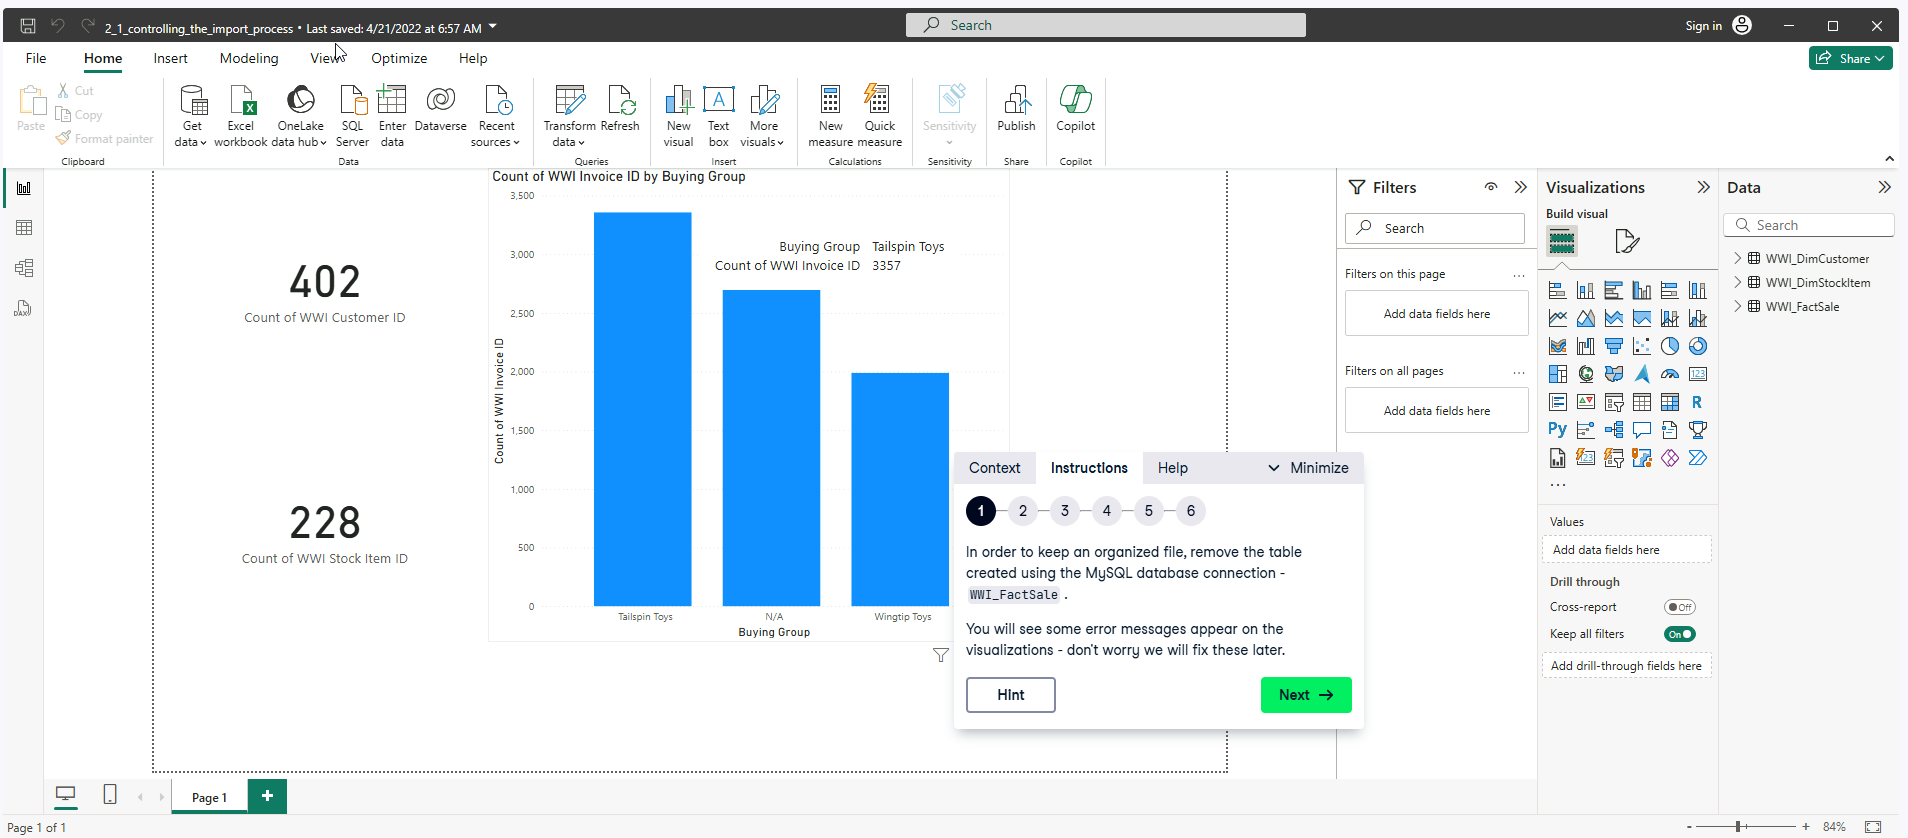 2_1_controlling_the_import_process • Last saved: 4/21/2022 at 6:57 AM
Search
Sign in
File
Home
Insert
Modeling
View
Optimize
Help
Share
Paste
Cut
Copy
Format painter
Clipboard
Get data
Excel workbook
OneLake data hub
SQL Server
Enter data
Dataverse
Recent sources
Data
Transform data
Refresh
Queries
New visual
Text box
More visuals
Insert
New measure
Quick measure
Calculations
Sensitivity
Sensitivity
Publish
Share
Copilot
Copilot
402
Count of WWI Customer ID
228
Count of WWI Stock Item ID
Count of WWI Invoice ID by Buying Group
Count of WWI Invoice ID
3,500
3,000
2,500
2,000
1,500
1,000
500
0
Buying Group Tailspin Toys
Count of WWI Invoice ID 3357
Tailspin Toys
N/A
Wingtip Toys
Buying Group
Context
Instructions
Help
Minimize
1
2
3
4
5
6
In order to keep an organized file, remove the table
created using the MySQL database connection -
WWI_FactSale .
You will see some error messages appear on the
visualizations - don't worry we will fix these later.
Hint
Next
Filters
Search
Filters on this page
Add data fields here
Filters on all pages
Add data fields here
Visualizations
Build visual
123
R
Py
123
Values
Add data fields here
Drill through
Cross-report
Off
Keep all filters
On
Add drill-through fields here
Data
Search
WWI_DimCustomer
WWI_DimStockItem
WWI_FactSale
DAX
Page 1
+
Page 1 of 1
- + 84%